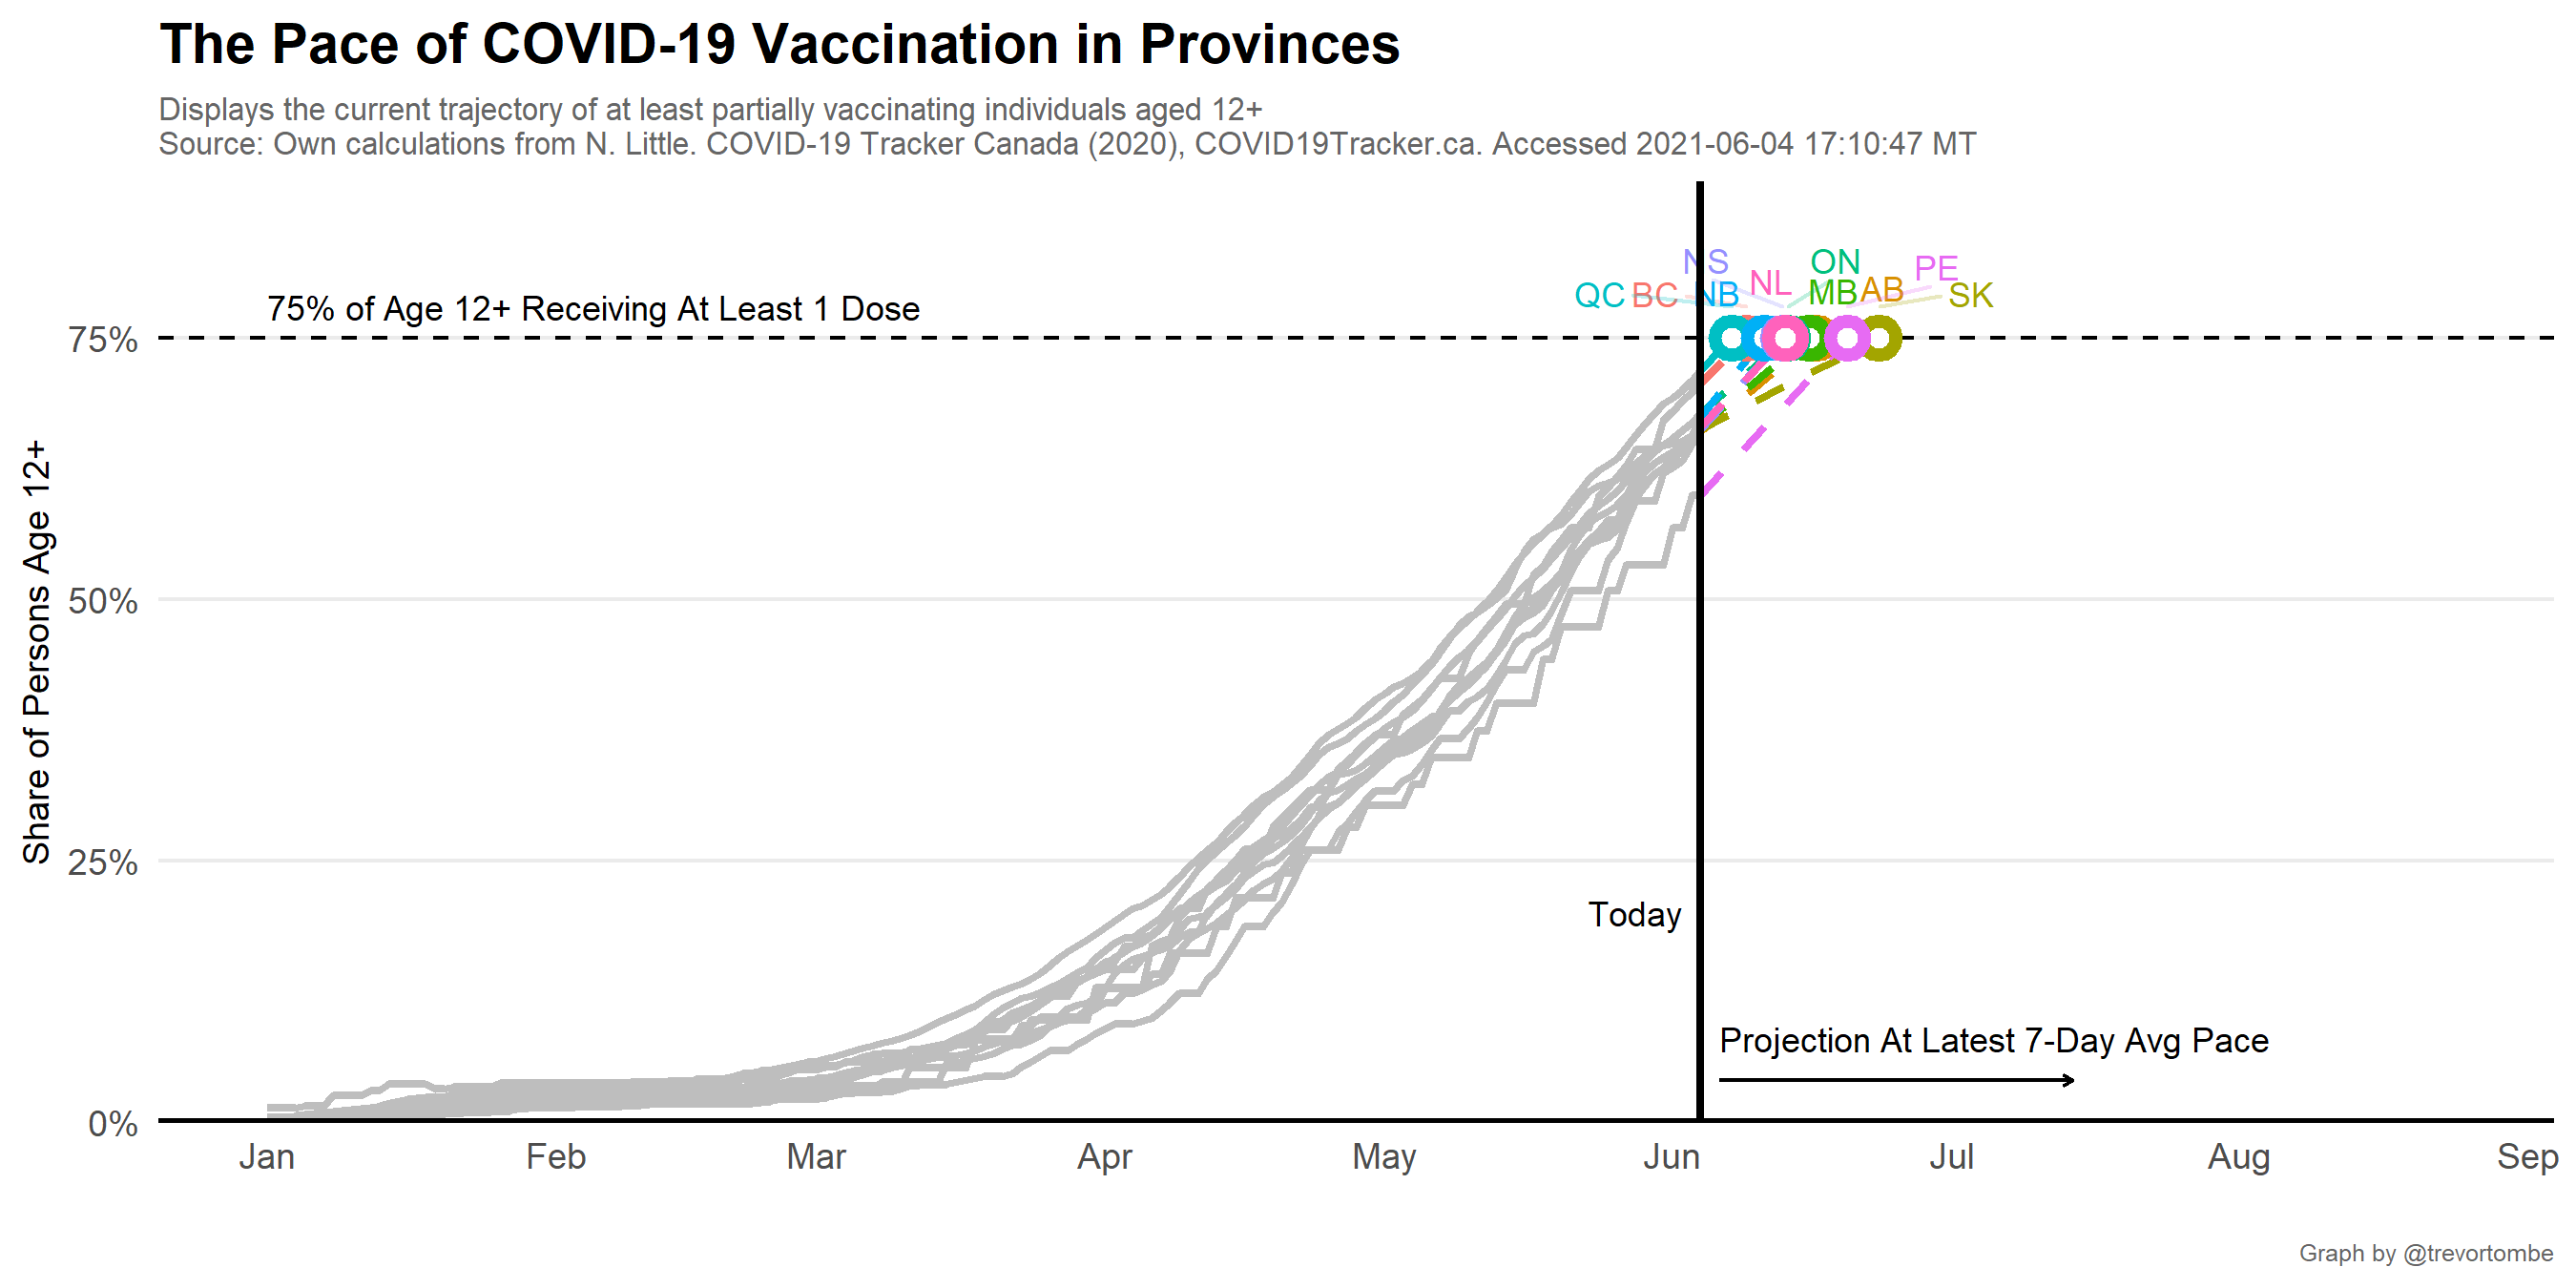 The Pace of COVID-19 Vaccination in Provinces
Displays the current trajectory of at least partially vaccinating individuals aged 12+
Source: Own calculations from N. Little. COVID-19 Tracker Canada (2020), COVID19Tracker.ca. Accessed 2021-06-04 17:10:47 MT
NS
ON
PE
QC
BC
NB
NL
MB
AB
SK
75% of Age 12+ Receiving At Least 1 Dose
75%
50%
25%
0%
Share of Persons Age 12+
Today
Projection At Latest 7-Day Avg Pace
Jan Feb Mar Apr May Jun Jul Aug Sep
Graph by @trevortombe